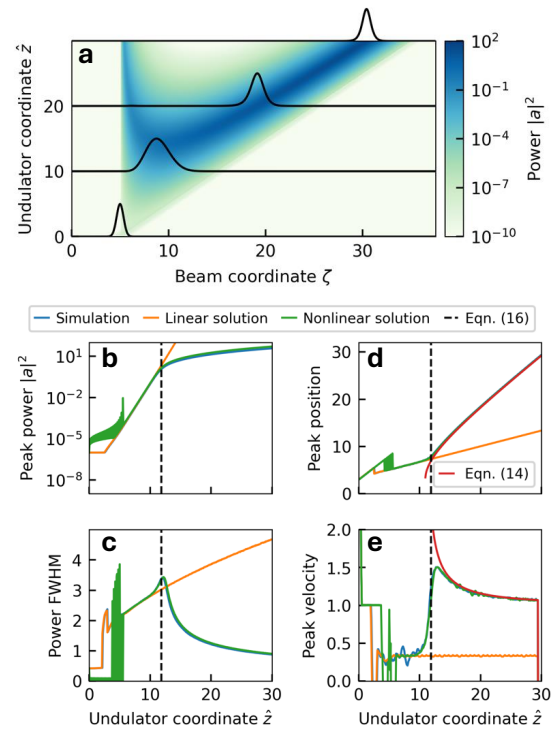 a
Undulator coordinate ẑ
20
10
0
0
10
20
30
Beam coordinate ζ
10²
10⁻¹
10⁻⁴
10⁻⁷
10⁻¹⁰
Power |a|²
Simulation
Linear solution
Nonlinear solution
Eqn. (16)
b
Peak power |a|²
10¹
10⁻²
10⁻⁵
10⁻⁸
d
Peak position
30
20
10
0
Eqn. (14)
c
Power FWHM
4
3
2
1
0
0
10
20
30
Undulator coordinate ẑ
e
Peak velocity
2.0
1.5
1.0
0.5
0.0
0
10
20
30
Undulator coordinate ẑ